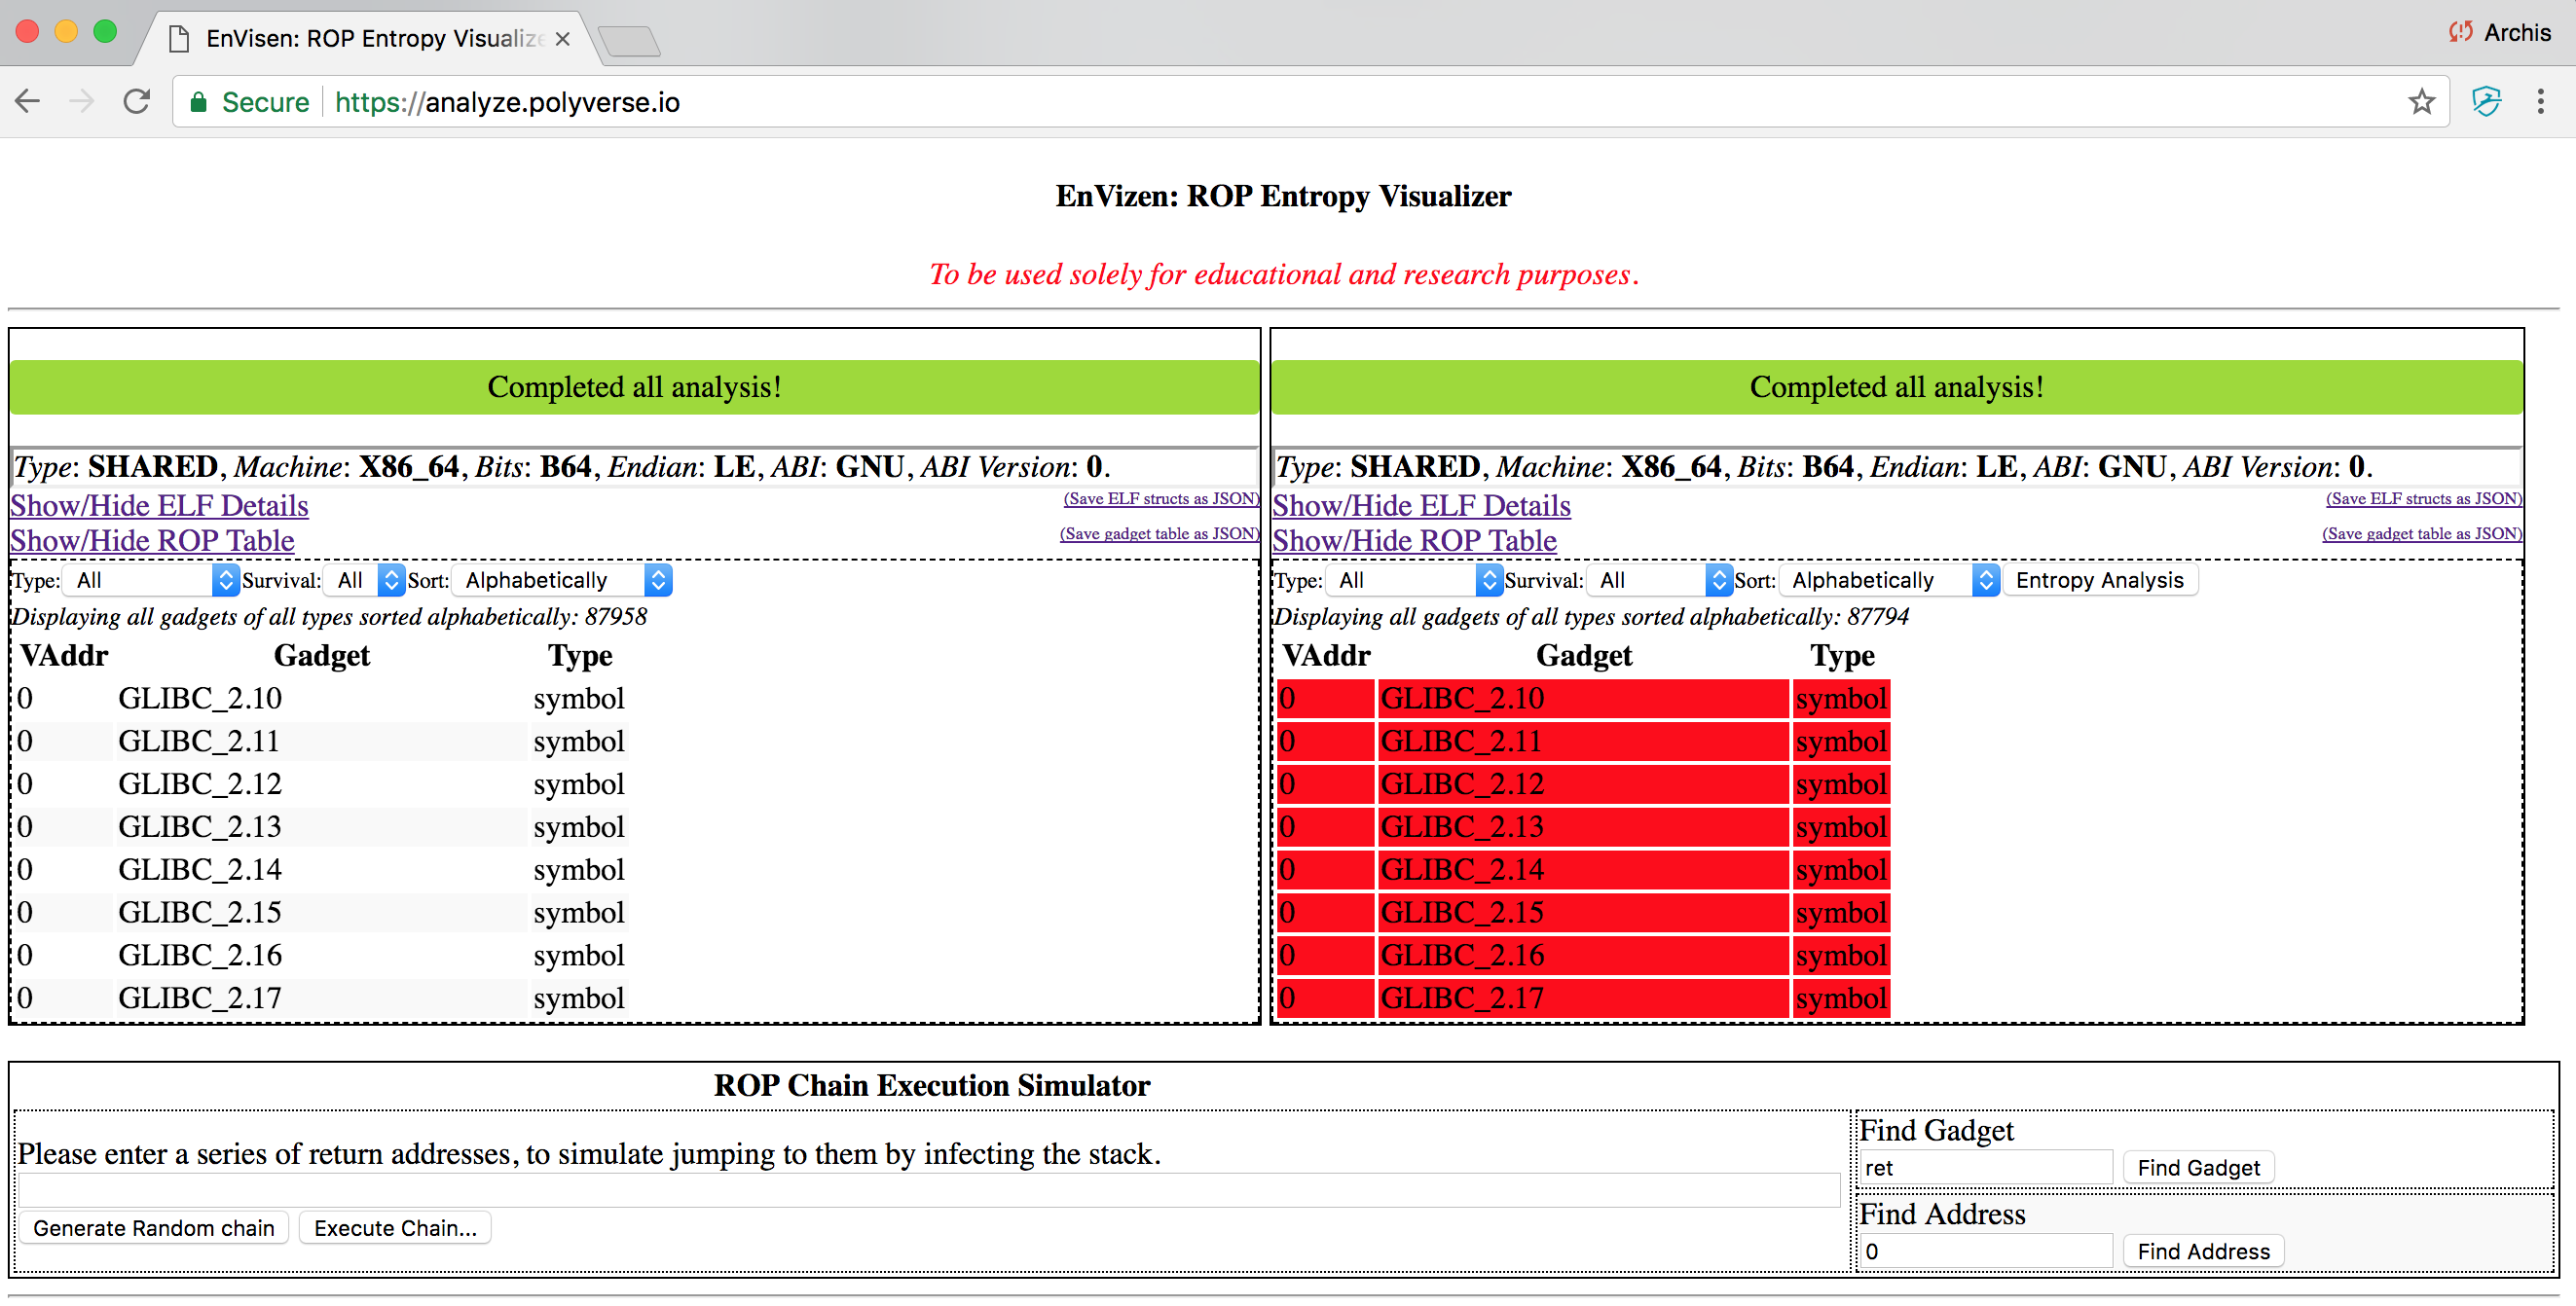 EnVisen: ROP Entropy Visualize
Archis
Secure https://analyze.polyverse.io
EnVizen: ROP Entropy Visualizer
To be used solely for educational and research purposes.
Completed all analysis!
Type: SHARED, Machine: X86_64, Bits: B64, Endian: LE, ABI: GNU, ABI Version: 0.
Show/Hide ELF Details (Save ELF structs as JSON)
Show/Hide ROP Table (Save gadget table as JSON)
Type: All Survival: All Sort: Alphabetically
Displaying all gadgets of all types sorted alphabetically: 87958
VAddr Gadget Type
0 GLIBC_2.10 symbol
0 GLIBC_2.11 symbol
0 GLIBC_2.12 symbol
0 GLIBC_2.13 symbol
0 GLIBC_2.14 symbol
0 GLIBC_2.15 symbol
0 GLIBC_2.16 symbol
0 GLIBC_2.17 symbol
Completed all analysis!
Type: SHARED, Machine: X86_64, Bits: B64, Endian: LE, ABI: GNU, ABI Version: 0.
Show/Hide ELF Details (Save ELF structs as JSON)
Show/Hide ROP Table (Save gadget table as JSON)
Type: All Survival: All Sort: Alphabetically Entropy Analysis
Displaying all gadgets of all types sorted alphabetically: 87794
VAddr Gadget Type
0 GLIBC_2.10 symbol
0 GLIBC_2.11 symbol
0 GLIBC_2.12 symbol
0 GLIBC_2.13 symbol
0 GLIBC_2.14 symbol
0 GLIBC_2.15 symbol
0 GLIBC_2.16 symbol
0 GLIBC_2.17 symbol
ROP Chain Execution Simulator
Please enter a series of return addresses, to simulate jumping to them by infecting the stack.
Generate Random chain Execute Chain...
Find Gadget
ret Find Gadget
Find Address
0 Find Address